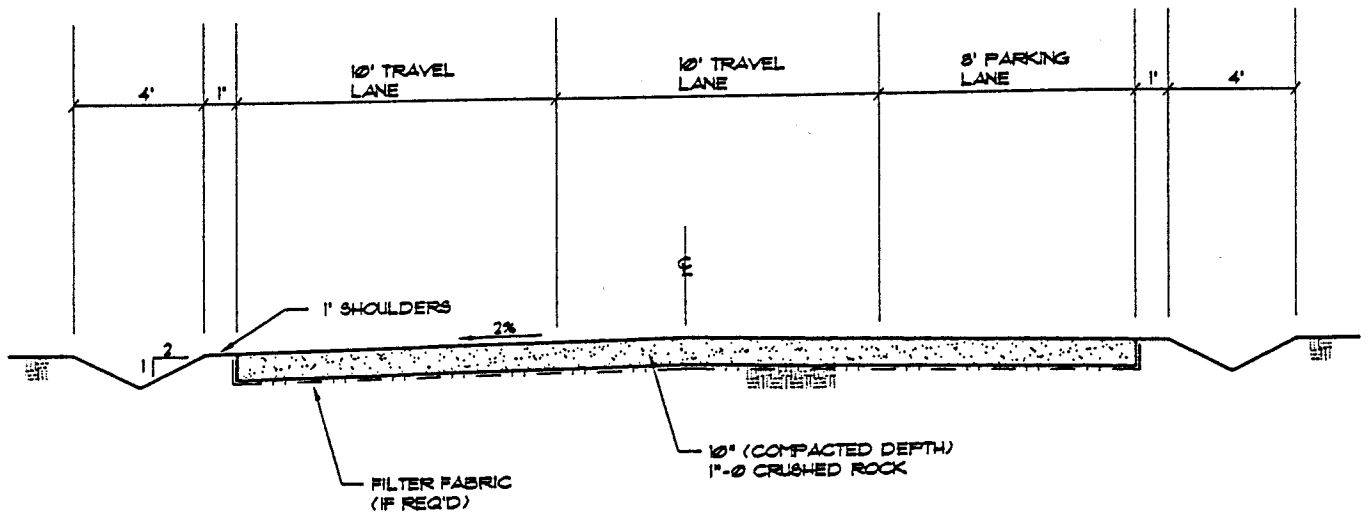 10' TRAVEL
LANE
10' TRAVEL
LANE
8' PARKING
LANE
4'
1'
1'
4'
℄
1' SHOULDERS
2%
2
1
10" (COMPACTED DEPTH)
1"-0 CRUSHED ROCK
FILTER FABRIC
(IF REQ'D)